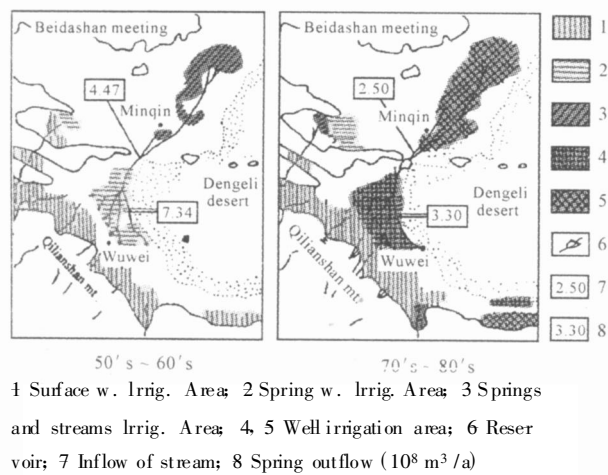 Beidashan meeting
4.47
Minqin
Dengeli
desert
7.34
Wuwei
Qilianshan mt
50's~60's
Beidashan meeting
2.50
Minqin
Dengeli
desert
3.30
Wuwei
Qilianshan mt
70's~80's
1
2
3
4
5
6
2.50 7
3.30 8
1 Surface w. Irrig. Area; 2 Spring w. Irrig. Area; 3 Springs
and streams Irrig. Area; 4, 5 Well irrigation area; 6 Reser
voir; 7 Inflow of stream; 8 Spring outflow (10⁸ m³/a)